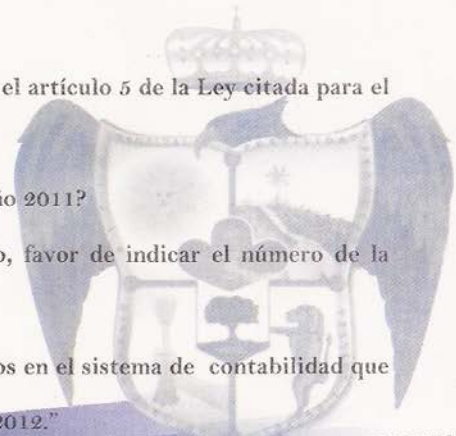 el artículo 5 de la Ley citada para el
io 2011?
o, favor de indicar el número de la
os en el sistema de contabilidad que
2012."